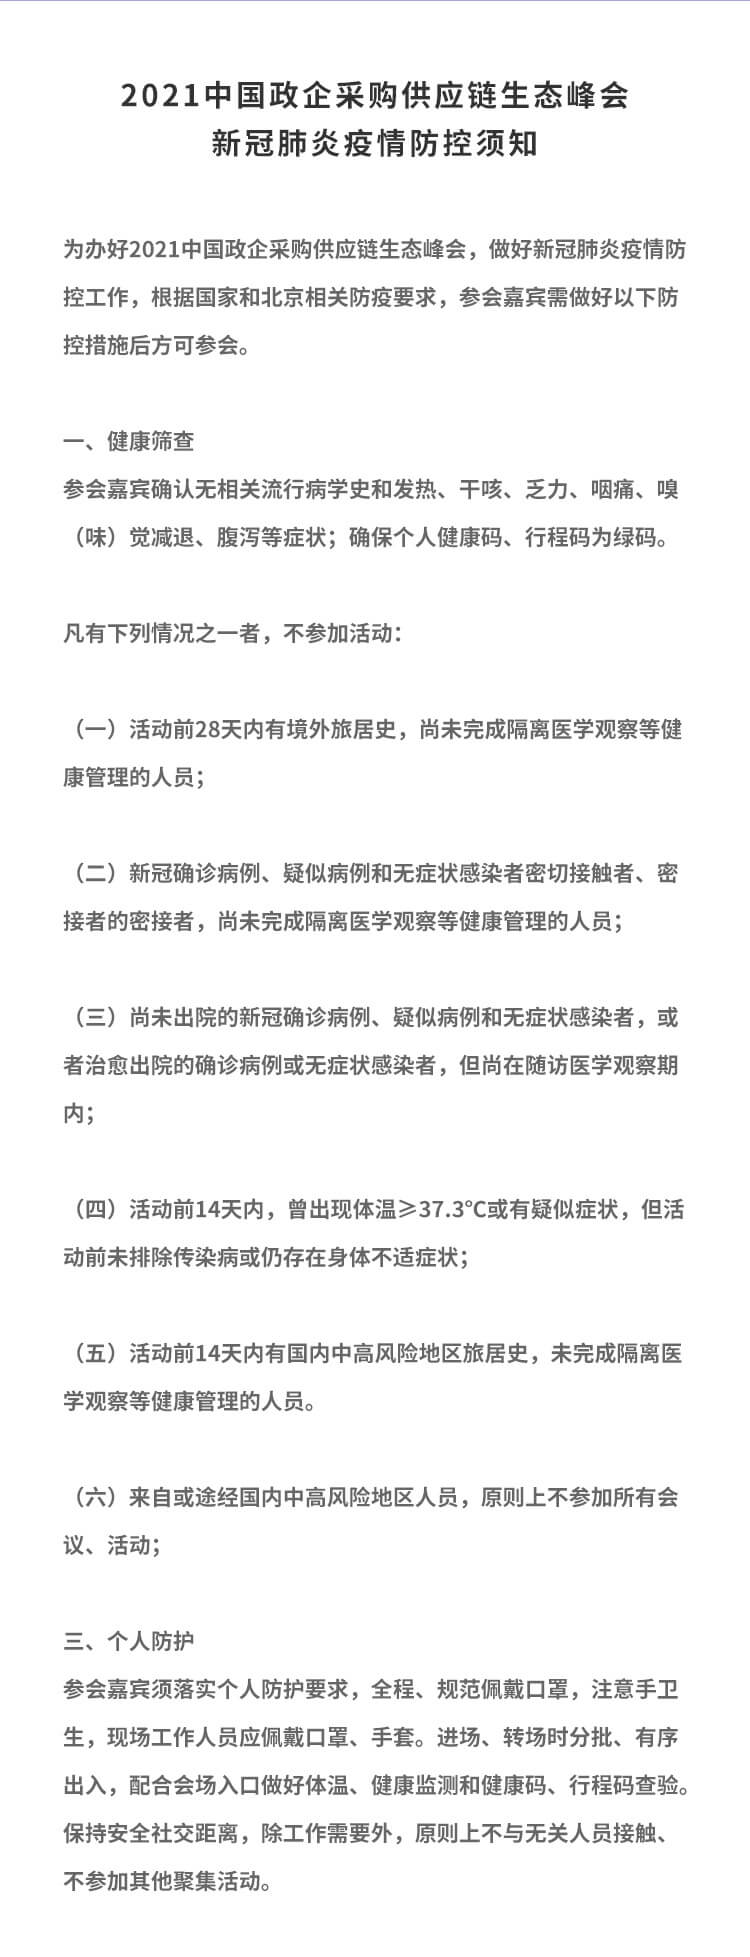 2021中国政企采购供应链生态峰会
新冠肺炎疫情防控须知
为办好2021中国政企采购供应链生态峰会，做好新冠肺炎疫情防
控工作，根据国家和北京相关防疫要求，参会嘉宾需做好以下防
控措施后方可参会。
一、健康筛查
参会嘉宾确认无相关流行病学史和发热、干咳、乏力、咽痛、嗅
（味）觉减退、腹泻等症状；确保个人健康码、行程码为绿码。
凡有下列情况之一者，不参加活动：
（一）活动前28天内有境外旅居史，尚未完成隔离医学观察等健
康管理的人员；
（二）新冠确诊病例、疑似病例和无症状感染者密切接触者、密
接者的密接者，尚未完成隔离医学观察等健康管理的人员；
（三）尚未出院的新冠确诊病例、疑似病例和无症状感染者，或
者治愈出院的确诊病例或无症状感染者，但尚在随访医学观察期
内；
（四）活动前14天内，曾出现体温≥37.3℃或有疑似症状，但活
动前未排除传染病或仍存在身体不适症状；
（五）活动前14天内有国内中高风险地区旅居史，未完成隔离医
学观察等健康管理的人员。
（六）来自或途经国内中高风险地区人员，原则上不参加所有会
议、活动；
三、个人防护
参会嘉宾须落实个人防护要求，全程、规范佩戴口罩，注意手卫
生，现场工作人员应佩戴口罩、手套。进场、转场时分批、有序
出入，配合会场入口做好体温、健康监测和健康码、行程码查验。
保持安全社交距离，除工作需要外，原则上不与无关人员接触、
不参加其他聚集活动。